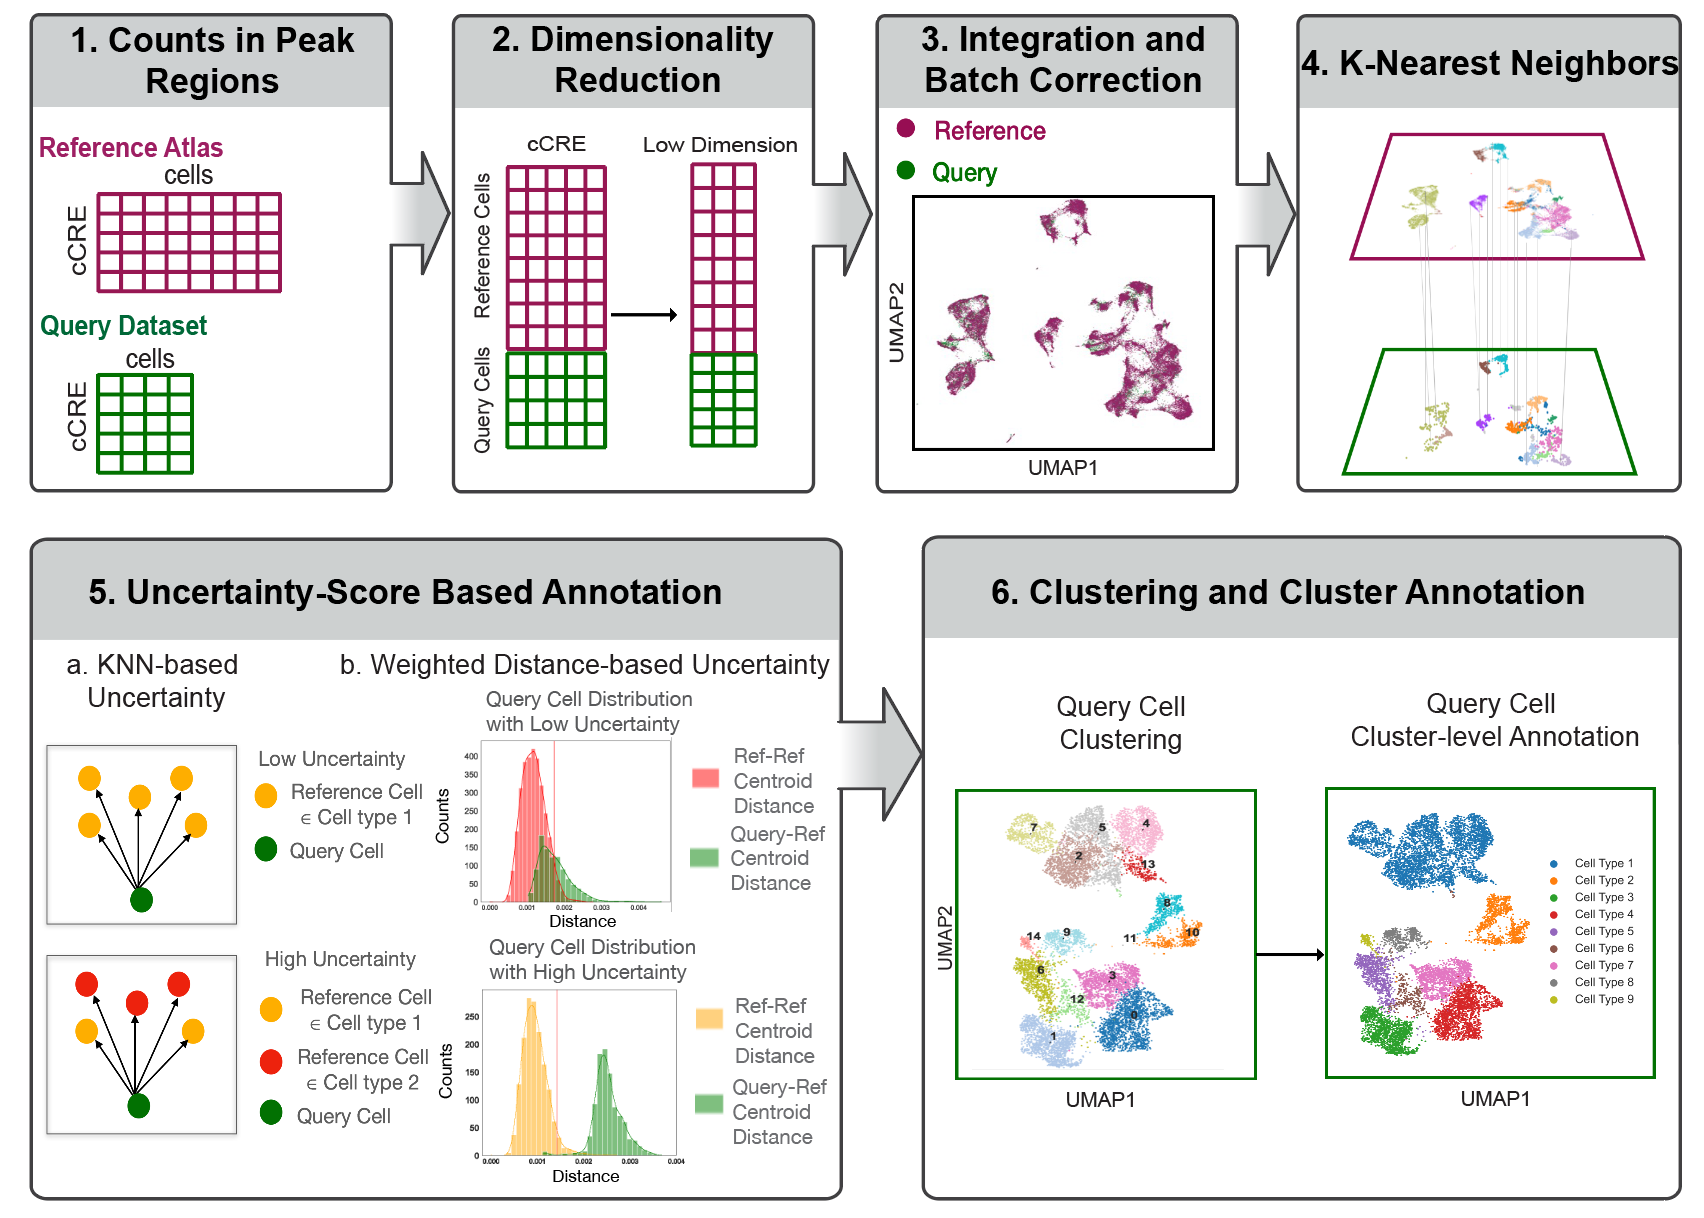 1. Counts in Peak
Regions
Reference Atlas
cells
cCRE
Query Dataset
cells
cCRE
2. Dimensionality
Reduction
cCRE
Low Dimension
Reference Cells
Query Cells
3. Integration and
Batch Correction
Reference
Query
UMAP2
UMAP1
4. K-Nearest Neighbors
5. Uncertainty-Score Based Annotation
a. KNN-based
Uncertainty
Low Uncertainty
Reference Cell
∈ Cell type 1
Query Cell
High Uncertainty
Reference Cell
∈ Cell type 1
Reference Cell
∈ Cell type 2
Query Cell
b. Weighted Distance-based Uncertainty
Query Cell Distribution
with Low Uncertainty
Counts
400
350
300
250
200
150
100
50
0
0.000 0.001 0.002 0.003 0.004
Distance
Ref-Ref
Centroid
Distance
Query-Ref
Centroid
Distance
Query Cell Distribution
with High Uncertainty
Counts
250
200
150
100
50
0
0.000 0.001 0.002 0.003 0.004
Distance
Ref-Ref
Centroid
Distance
Query-Ref
Centroid
Distance
6. Clustering and Cluster Annotation
Query Cell
Clustering
UMAP2
7
5
4
2
13
8
14
9
11
10
6
3
12
0
1
UMAP1
Query Cell
Cluster-level Annotation
Cell Type 1
Cell Type 2
Cell Type 3
Cell Type 4
Cell Type 5
Cell Type 6
Cell Type 7
Cell Type 8
Cell Type 9
UMAP1